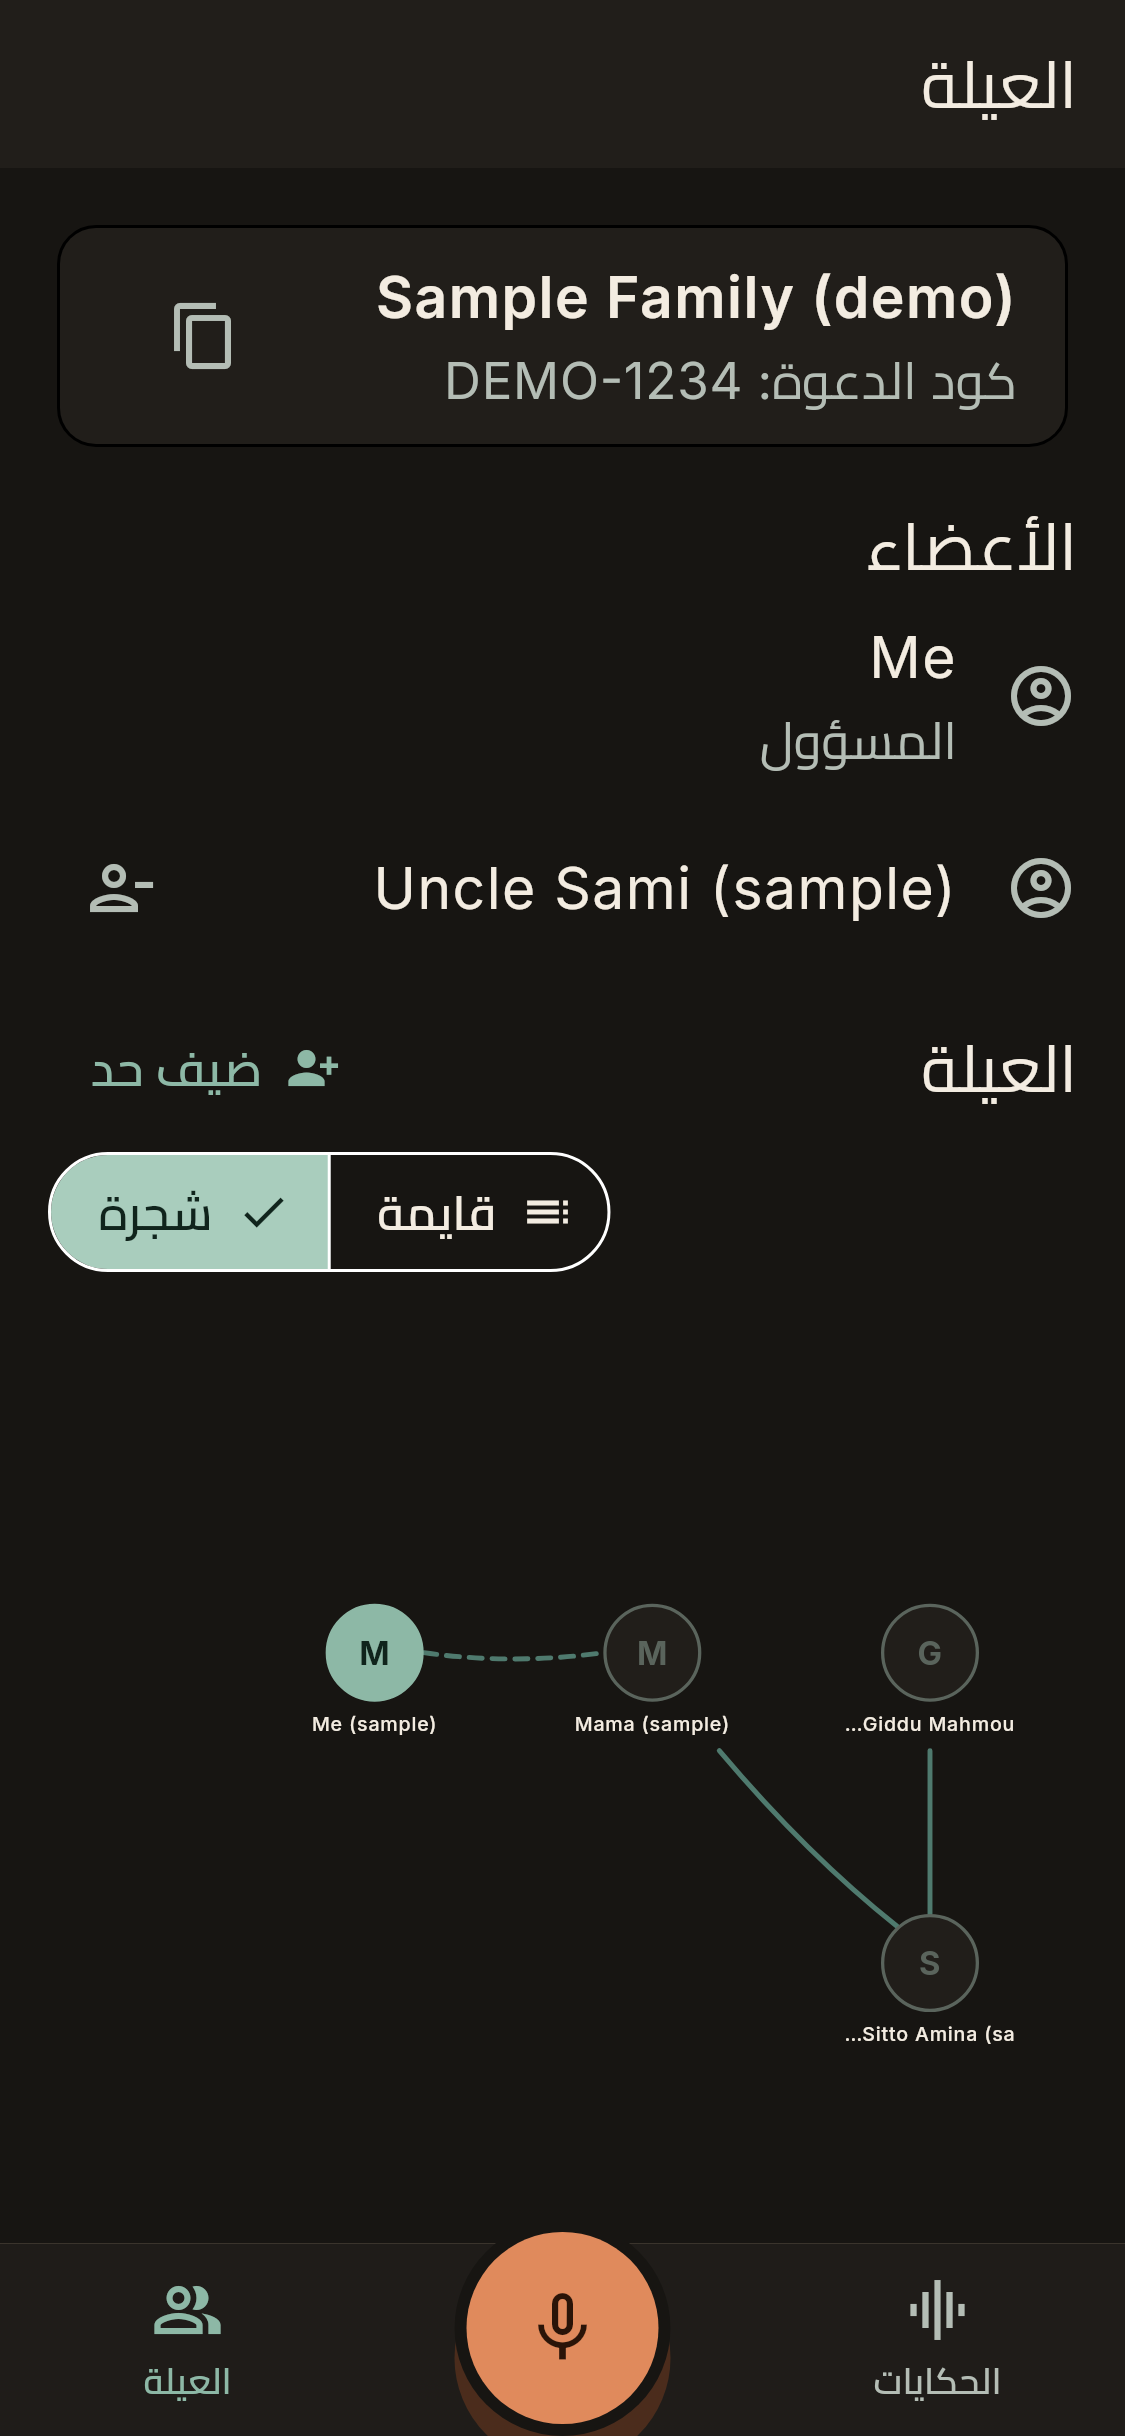 العيلة
Sample Family (demo)
كود الدعوة: DEMO-1234
الأعضاء
Me
المسؤول
Uncle Sami (sample)
العيلة
ضيف حد
قايمة
شجرة
G
M
M
...Giddu Mahmou
Mama (sample)
Me (sample)
S
...Sitto Amina (sa
الحكايات
العيلة